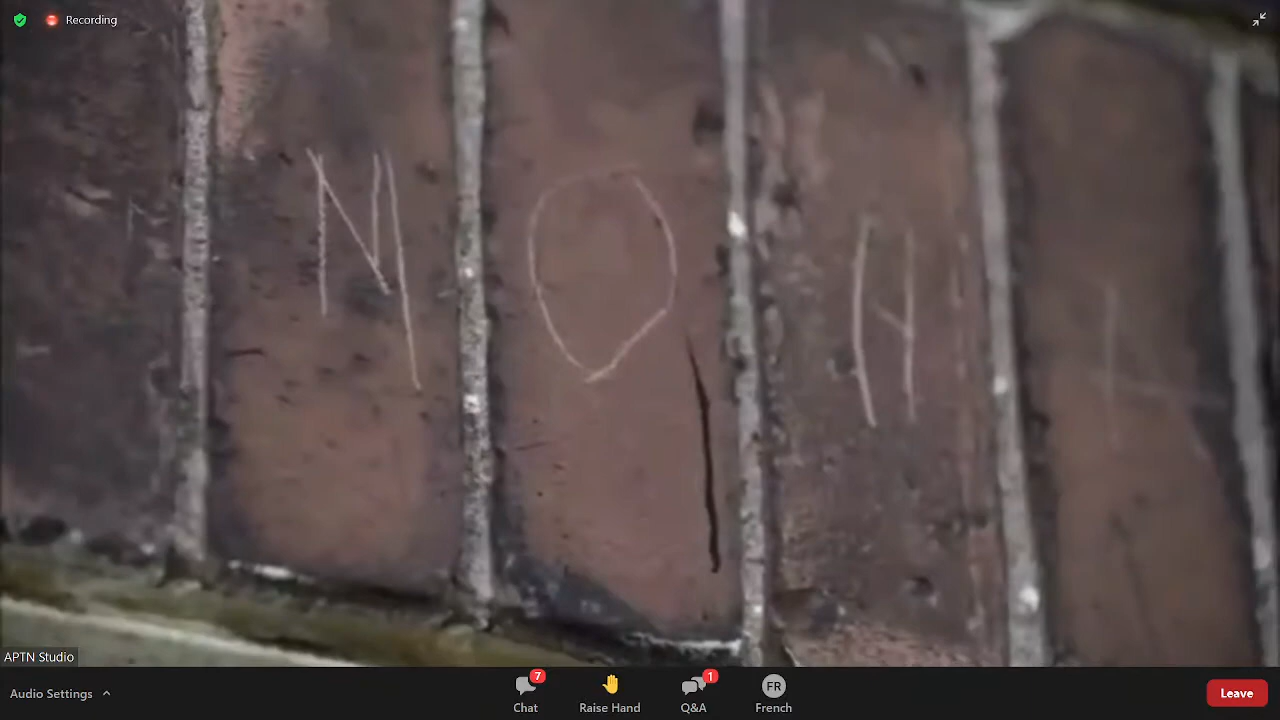 Recording
N O H
APTN Studio
Audio Settings
7
Chat
Raise Hand
1
Q&A
FR
French
Leave